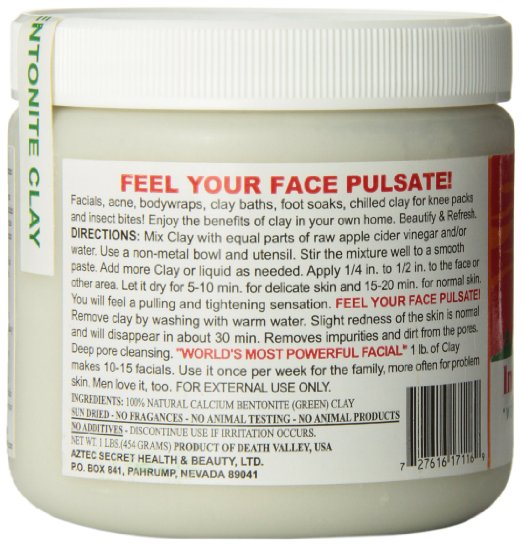 ENTONITE CLAY
FEEL YOUR FACE PULSATE!
Facials, acne, bodywraps, clay baths, foot soaks, chilled clay for knee packs
and insect bites! Enjoy the benefits of clay in your own home. Beautify & Refresh.
DIRECTIONS: Mix Clay with equal parts of raw apple cider vinegar and/or
water. Use a non-metal bowl and utensil. Stir the mixture well to a smooth
paste. Add more Clay or liquid as needed. Apply 1/4 in. to 1/2 in. to the face or
other area. Let it dry for 5-10 min. for delicate skin and 15-20 min. for normal skin.
You will feel a pulling and tightening sensation. FEEL YOUR FACE PULSATE!
Remove clay by washing with warm water. Slight redness of the skin is normal
and will disappear in about 30 min. Removes impurities and dirt from the pores.
Deep pore cleansing. "WORLD'S MOST POWERFUL FACIAL" 1 lb. of Clay
makes 10-15 facials. Use it once per week for the family, more often for problem
skin. Men love it, too. FOR EXTERNAL USE ONLY.
INGREDIENTS: 100% NATURAL CALCIUM BENTONITE (GREEN) CLAY
SUN DRIED - NO FRAGANCES - NO ANIMAL TESTING - NO ANIMAL PRODUCTS
NO ADDITIVES - DISCONTINUE USE IF IRRITATION OCCURS.
NET WT. 1 LBS. (454 GRAMS) PRODUCT OF DEATH VALLEY, USA
AZTEC SECRET HEALTH & BEAUTY, LTD.
P.O. BOX 841, PAHRUMP, NEVADA 89041
7 27616 17116 9
In